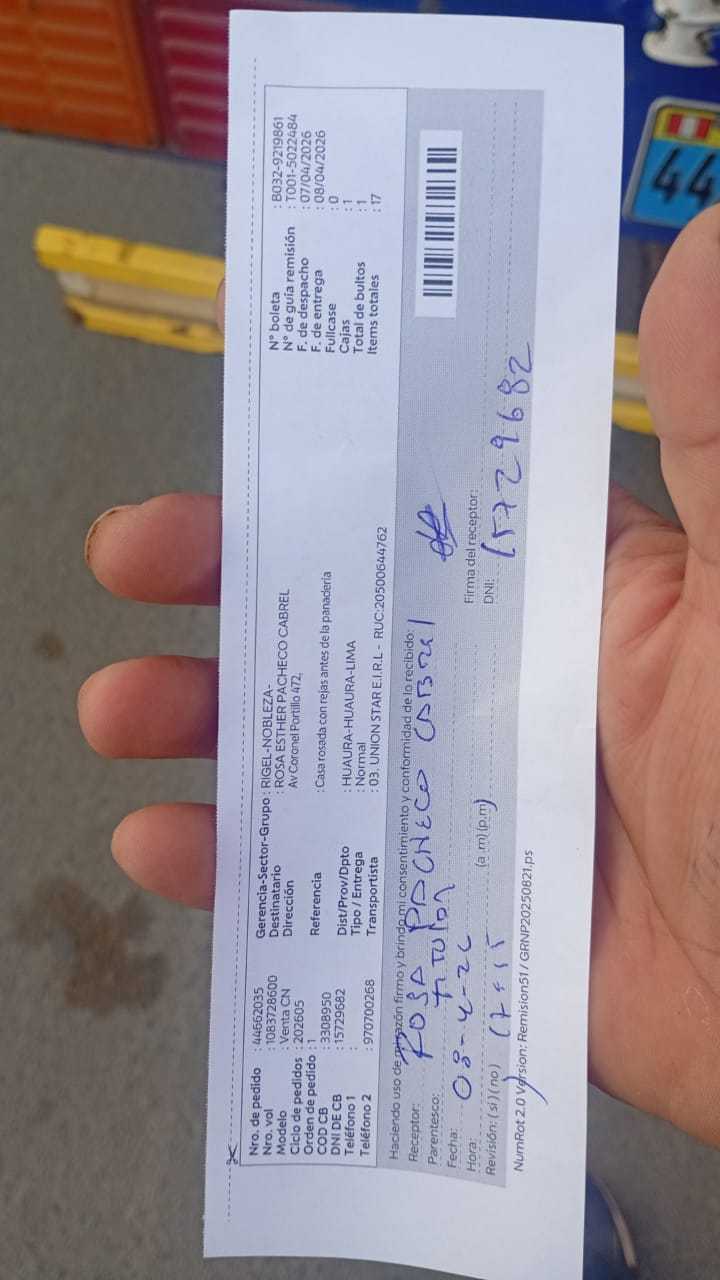 Nro. de pedido : 44662035
Nro. vol : 1083728600
Modelo : Venta CN
Ciclo de pedidos : 202605
Orden de pedido : 1
COD CB : 3308950
DNI DE CB : 15729682
Teléfono 1 :
Teléfono 2 : 970700268
Gerencia-Sector-Grupo : RIGEL-NOBLEZA-
Destinatario : ROSA ESTHER PACHECO CABREL
Dirección Av Coronel Portillo 472,
Referencia : Casa rosada con rejas antes de la panadería
Dist/Prov/Dpto : HUAURA-HUAURA-LIMA
Tipo / Entrega : Normal
Transportista : 03. UNION STAR E.I.R.L - RUC:20500644762
N° boleta : B032-9219861
N° de guía remisión : T001-5022484
F. de despacho : 07/04/2026
F. de entrega : 08/04/2026
Fullcase : 0
Cajas : 1
Total de bultos : 1
Items totales : 17
Haciendo uso de mi razón firmo y brindo mi consentimiento y conformidad de lo recibido:
Receptor: ROSA PACHECO CABREL
Parentesco: titular
Fecha: 08-4-26
Hora: (a.m) (p.m)
Revisión: (si) (no)
Firma del receptor:
DNI: 15729682
NumRot 2.0 Version: Remision51 / GRNP20250821.ps
44